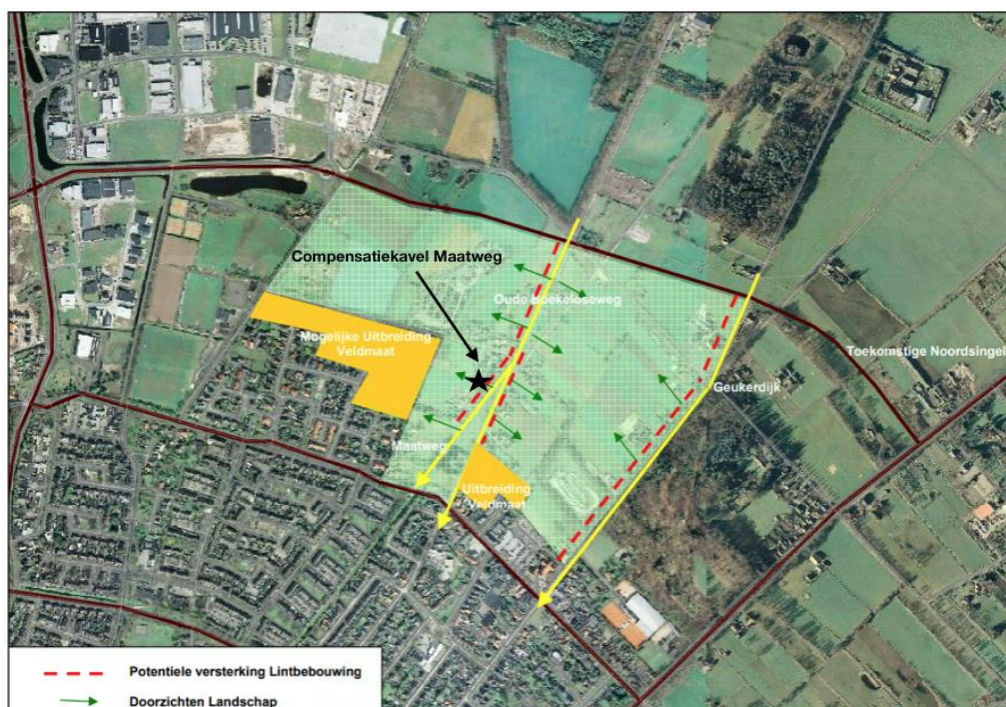 Compensatiekavel Maatweg
Oude Boekeloseweg
Mogelijke Uitbreiding
Veldmaat
Toekomstige Noordsingel
Geukerdijk
Maatweg
Uitbreiding
Veldmaat
Potentiele versterking Lintbebouwing
Doorzichten Landschap